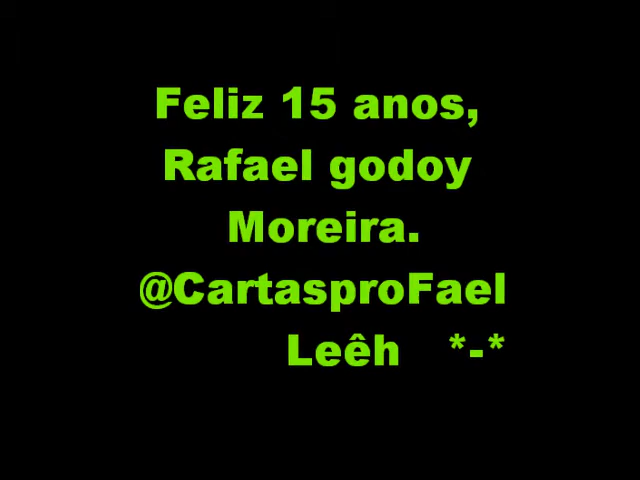 Feliz 15 anos,
Rafael godoy
Moreira.
@CartasproFael
Leêh *-*